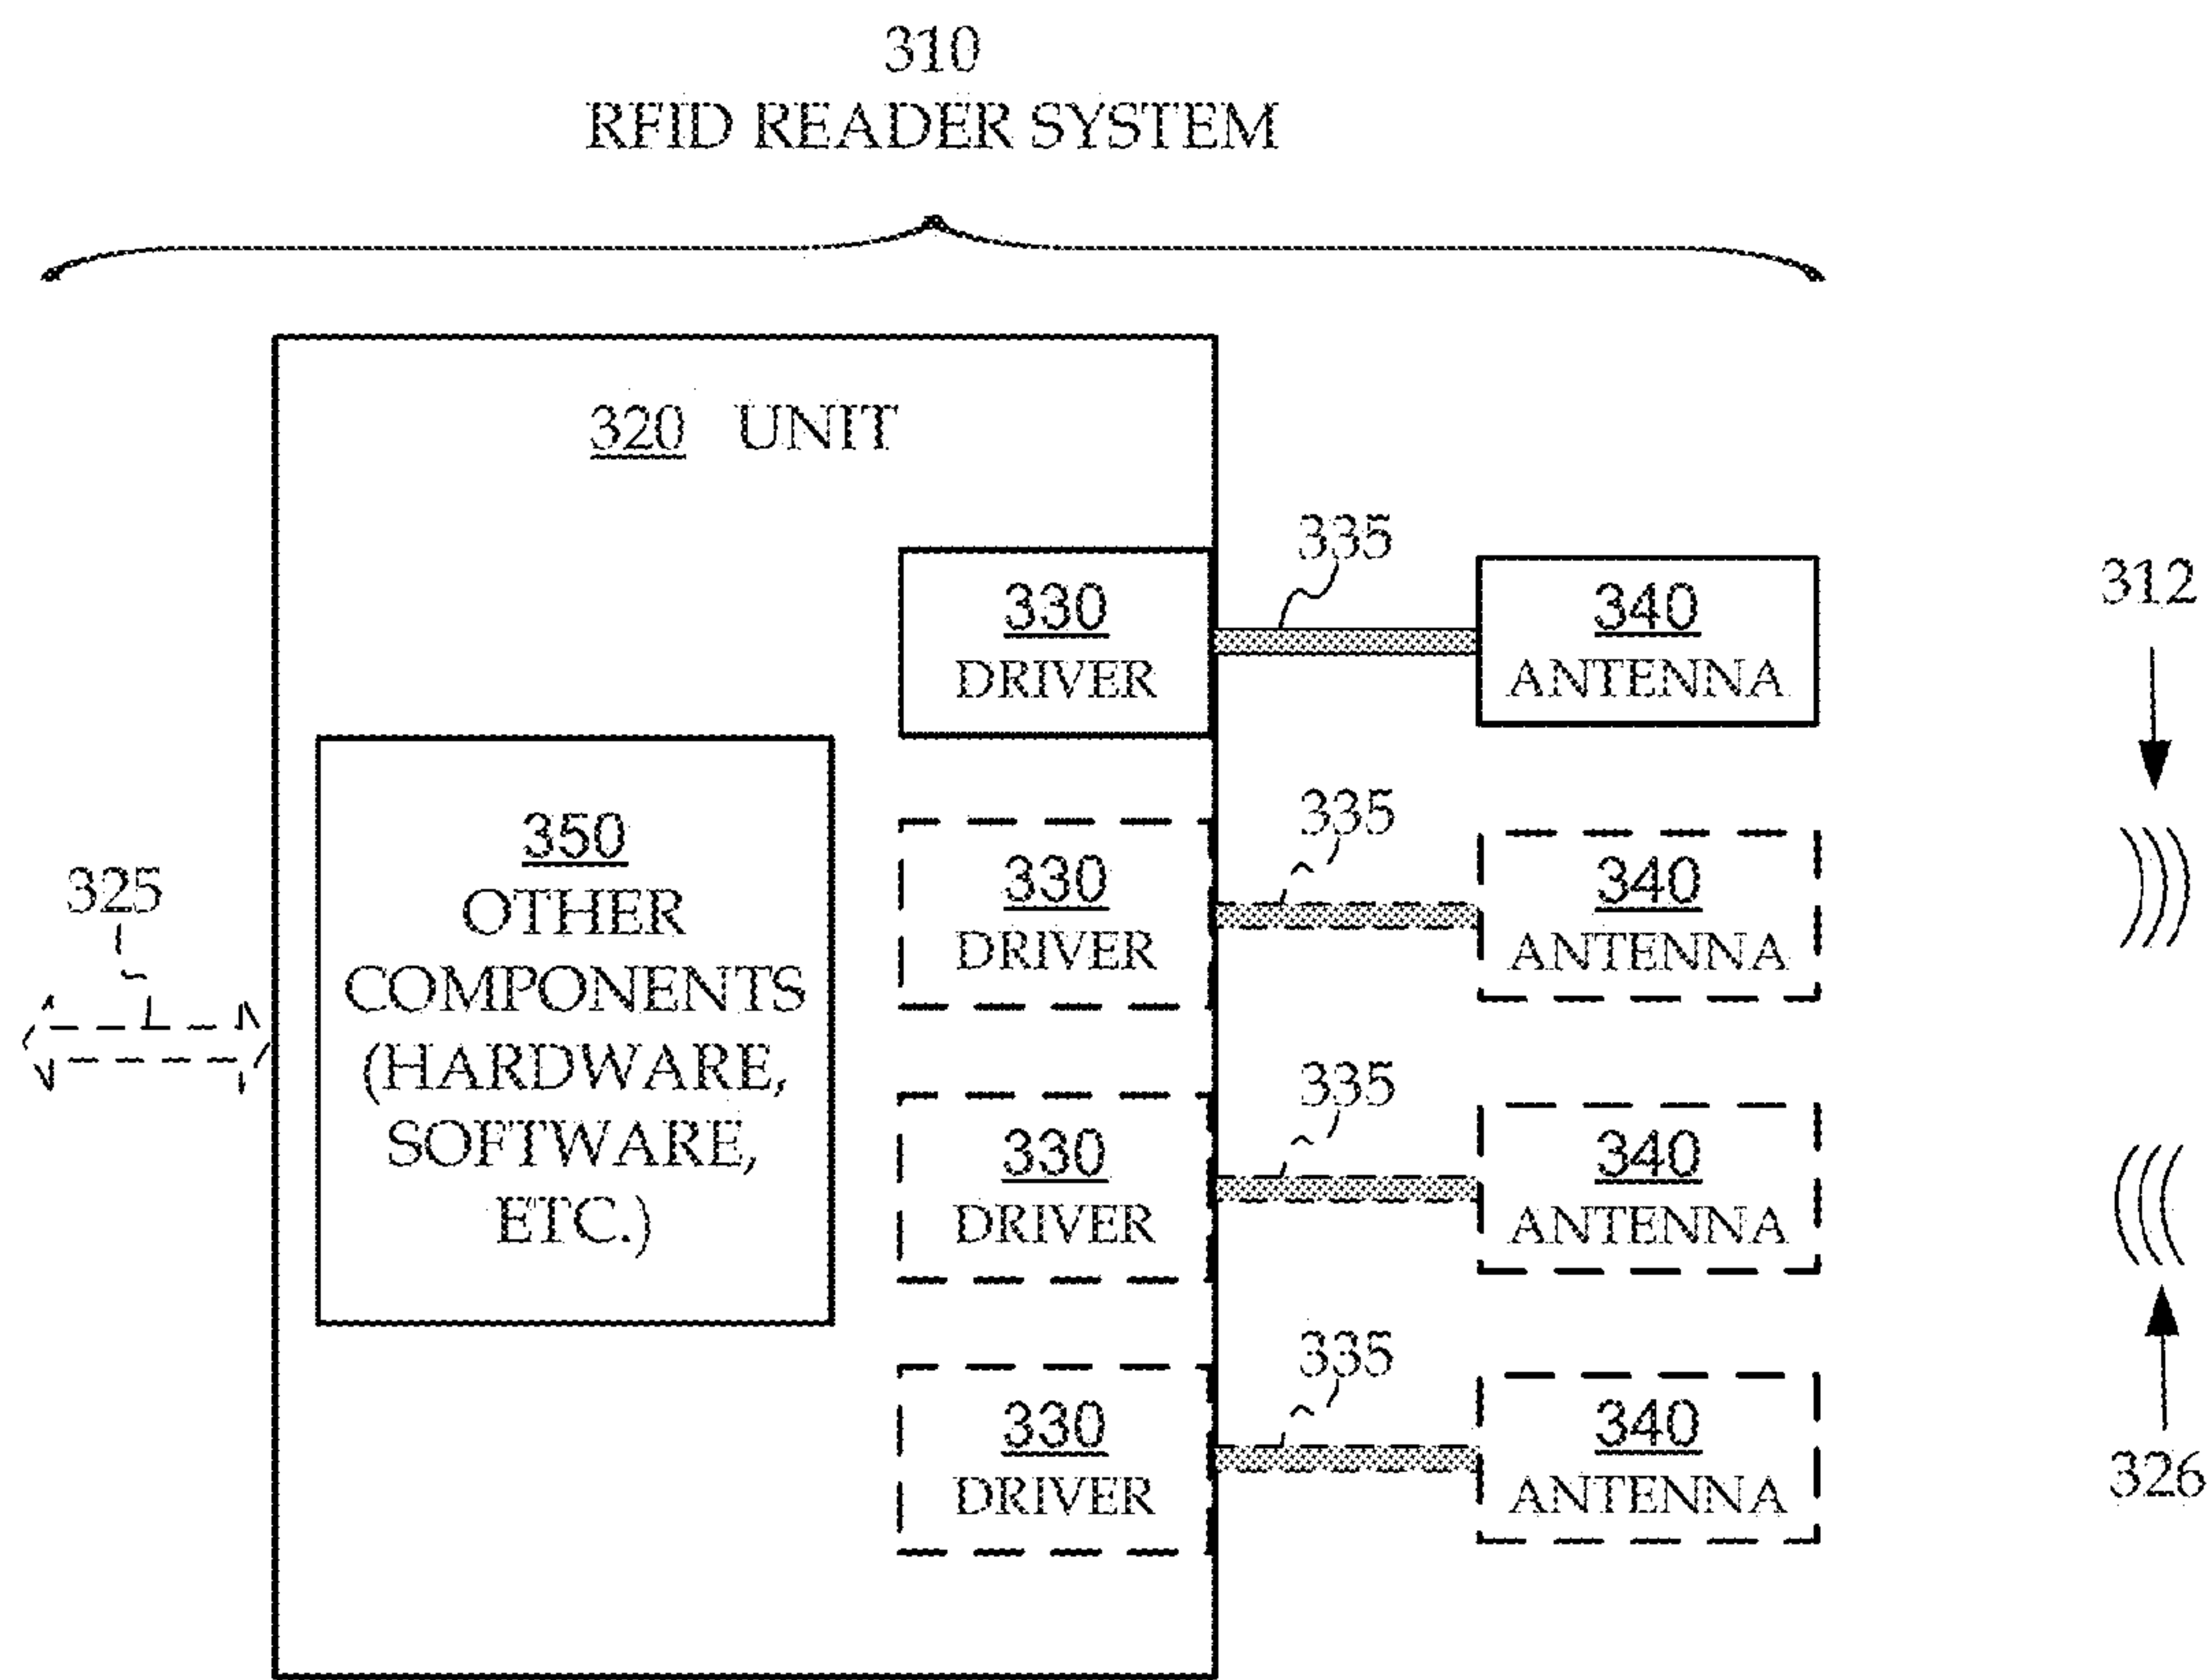 310
RFID READER SYSTEM
320 UNIT
335
330
DRIVER
340
ANTENNA
312
350
OTHER
COMPONENTS
(HARDWARE,
SOFTWARE,
ETC.)
325
335
330
DRIVER
340
ANTENNA
335
330
DRIVER
340
ANTENNA
335
330
DRIVER
340
ANTENNA
326